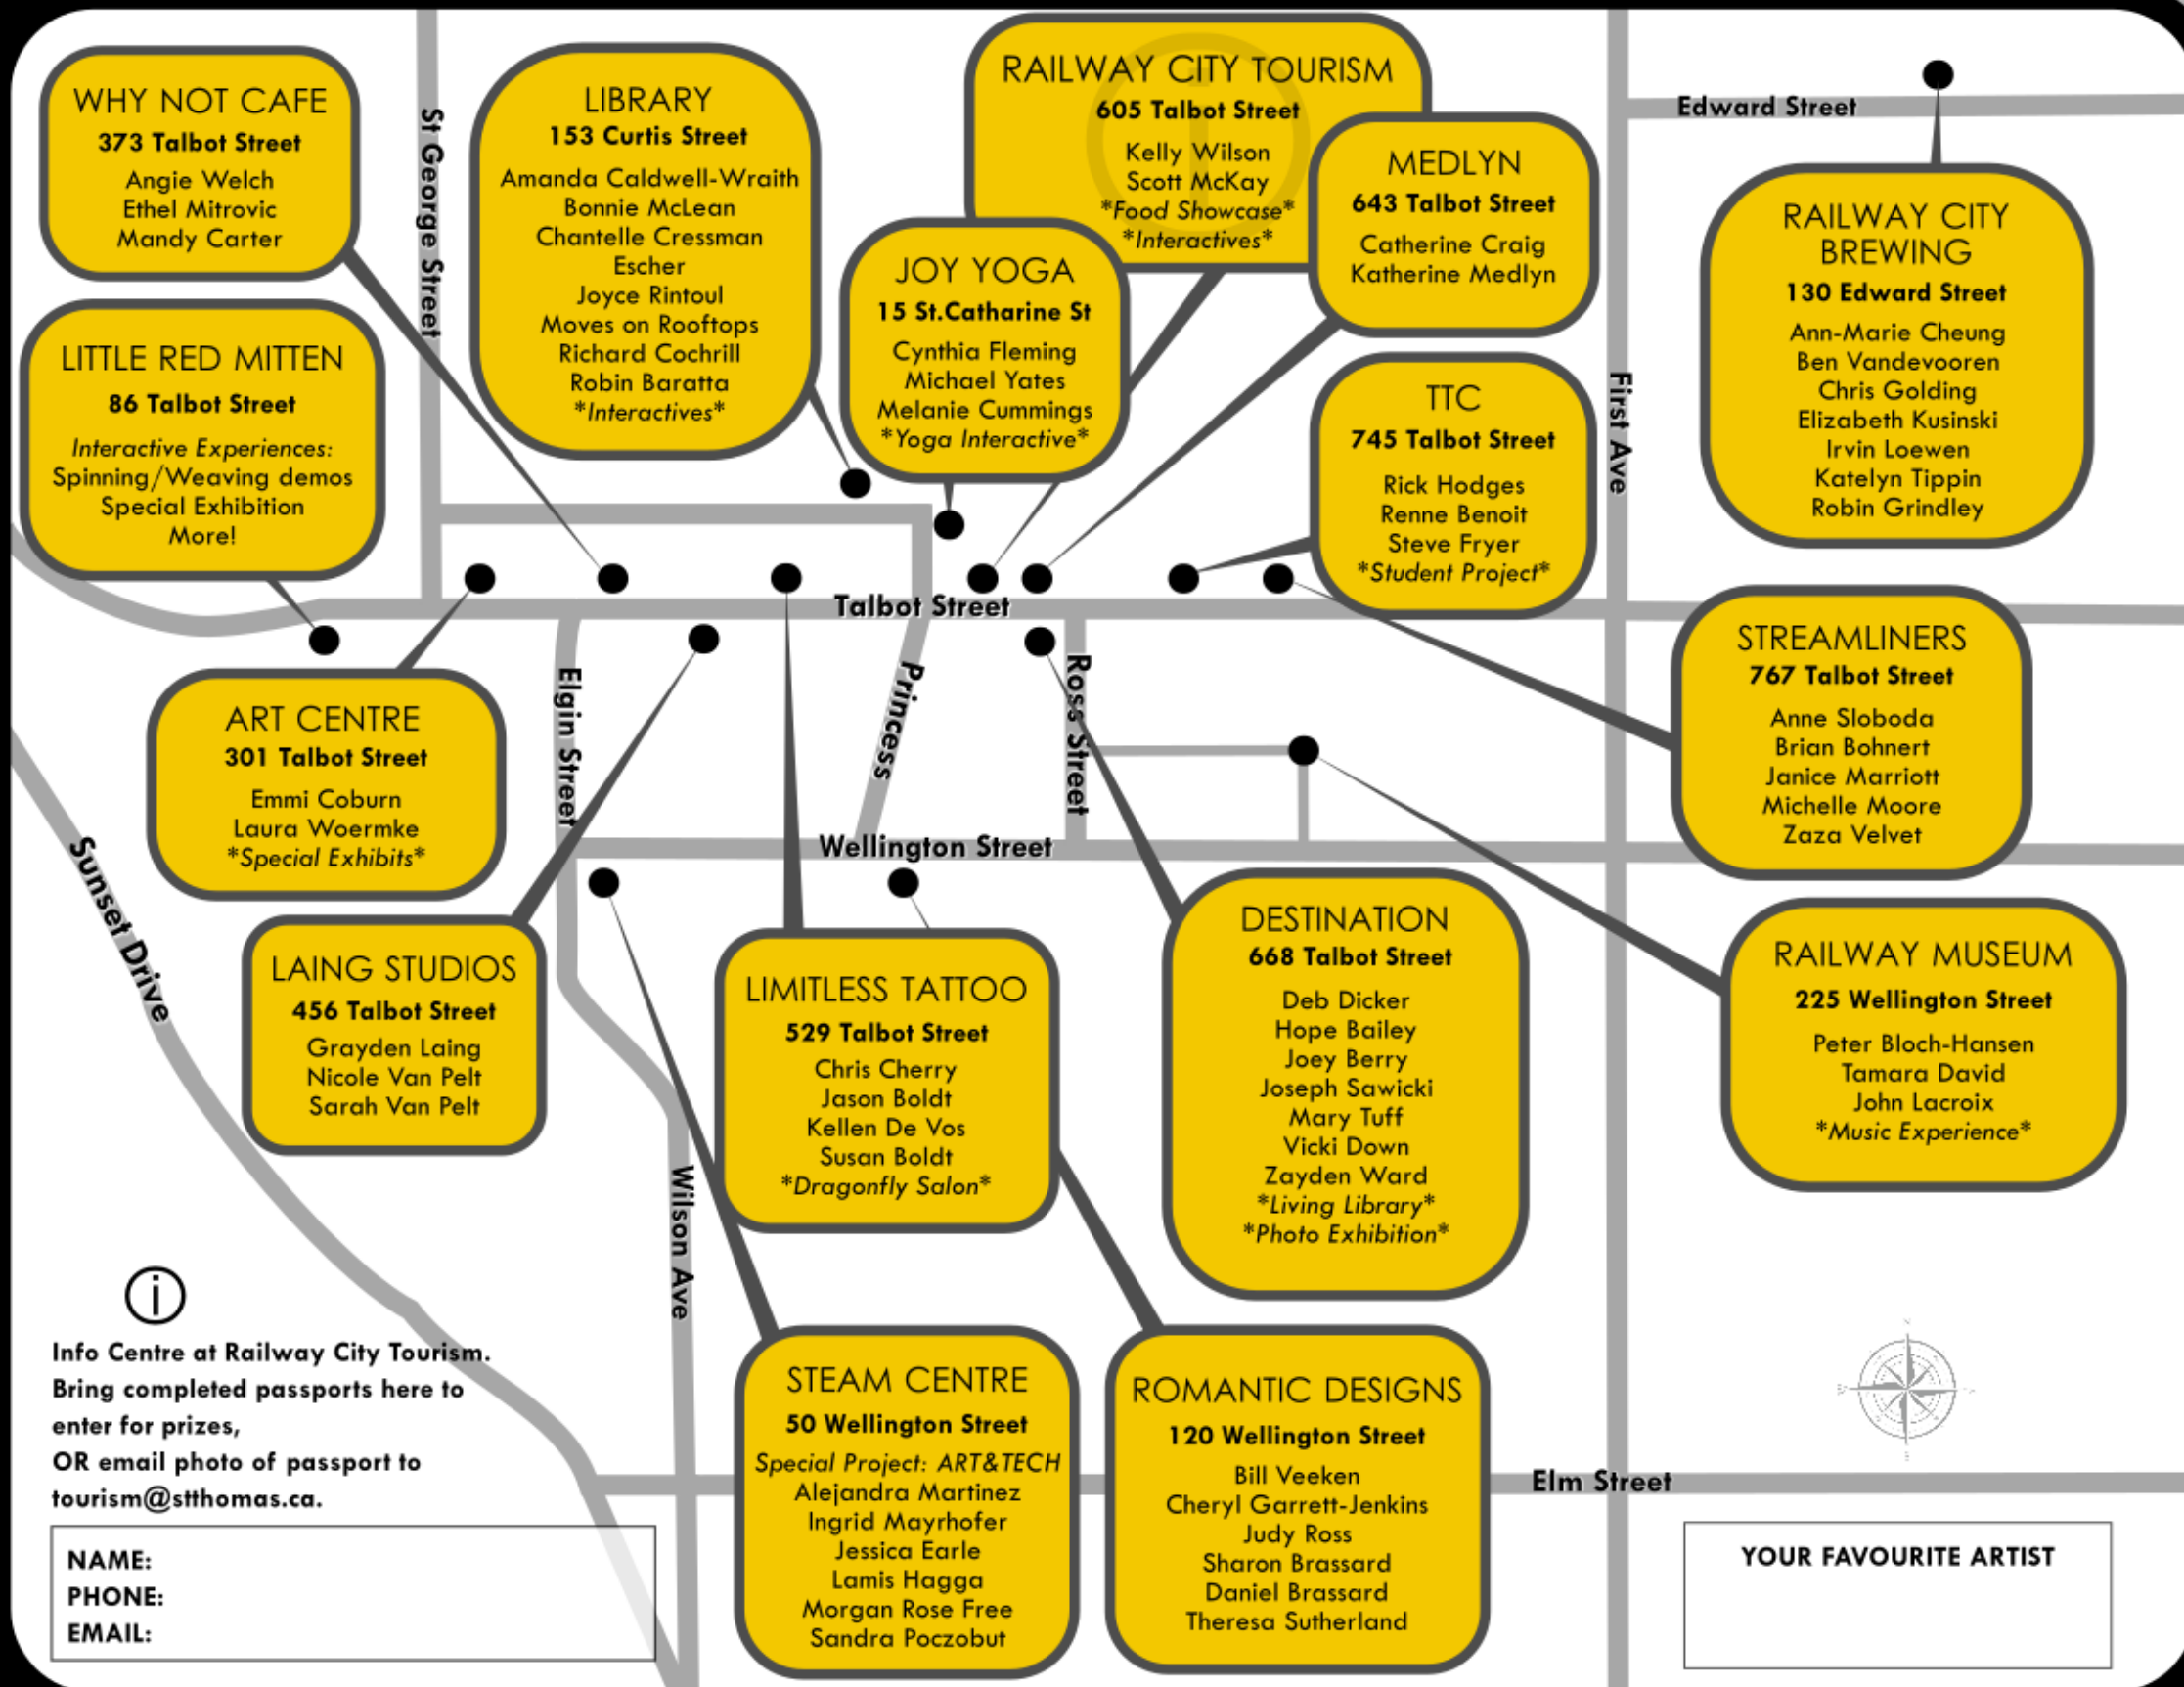 WHY NOT CAFE
373 Talbot Street
Angie Welch
Ethel Mitrovic
Mandy Carter
St George Street
LIBRARY
153 Curtis Street
Amanda Caldwell-Wraith
Bonnie McLean
Chantelle Cressman
Escher
Joyce Rintoul
Moves on Rooftops
Richard Cochrill
Robin Baratta
*Interactives*
RAILWAY CITY TOURISM
605 Talbot Street
Kelly Wilson
Scott McKay
*Food Showcase*
*Interactives*
MEDLYN
643 Talbot Street
Catherine Craig
Katherine Medlyn
Edward Street
RAILWAY CITY
BREWING
130 Edward Street
Ann-Marie Cheung
Ben Vandevooren
Chris Golding
Elizabeth Kusinski
Irvin Loewen
Katelyn Tippin
Robin Grindley
JOY YOGA
15 St.Catharine St
Cynthia Fleming
Michael Yates
Melanie Cummings
*Yoga Interactive*
LITTLE RED MITTEN
86 Talbot Street
Interactive Experiences:
Spinning/Weaving demos
Special Exhibition
More!
TTC
745 Talbot Street
Rick Hodges
Renne Benoit
Steve Fryer
*Student Project*
First Ave
Talbot Street
STREAMLINERS
767 Talbot Street
Anne Sloboda
Brian Bohnert
Janice Marriott
Michelle Moore
Zaza Velvet
ART CENTRE
301 Talbot Street
Emmi Coburn
Laura Woermke
*Special Exhibits*
Elgin Street
Princess
Ross Street
Wellington Street
Sunset Drive
LAING STUDIOS
456 Talbot Street
Grayden Laing
Nicole Van Pelt
Sarah Van Pelt
LIMITLESS TATTOO
529 Talbot Street
Chris Cherry
Jason Boldt
Kellen De Vos
Susan Boldt
*Dragonfly Salon*
DESTINATION
668 Talbot Street
Deb Dicker
Hope Bailey
Joey Berry
Joseph Sawicki
Mary Tuff
Vicki Down
Zayden Ward
*Living Library*
*Photo Exhibition*
RAILWAY MUSEUM
225 Wellington Street
Peter Bloch-Hansen
Tamara David
John Lacroix
*Music Experience*
Wilson Ave
i
Info Centre at Railway City Tourism.
Bring completed passports here to
enter for prizes,
OR email photo of passport to
tourism@stthomas.ca.
NAME:
PHONE:
EMAIL:
STEAM CENTRE
50 Wellington Street
Special Project: ART&TECH
Alejandra Martinez
Ingrid Mayrhofer
Jessica Earle
Lamis Hagga
Morgan Rose Free
Sandra Poczobut
ROMANTIC DESIGNS
120 Wellington Street
Bill Veeken
Cheryl Garrett-Jenkins
Judy Ross
Sharon Brassard
Daniel Brassard
Theresa Sutherland
Elm Street
YOUR FAVOURITE ARTIST